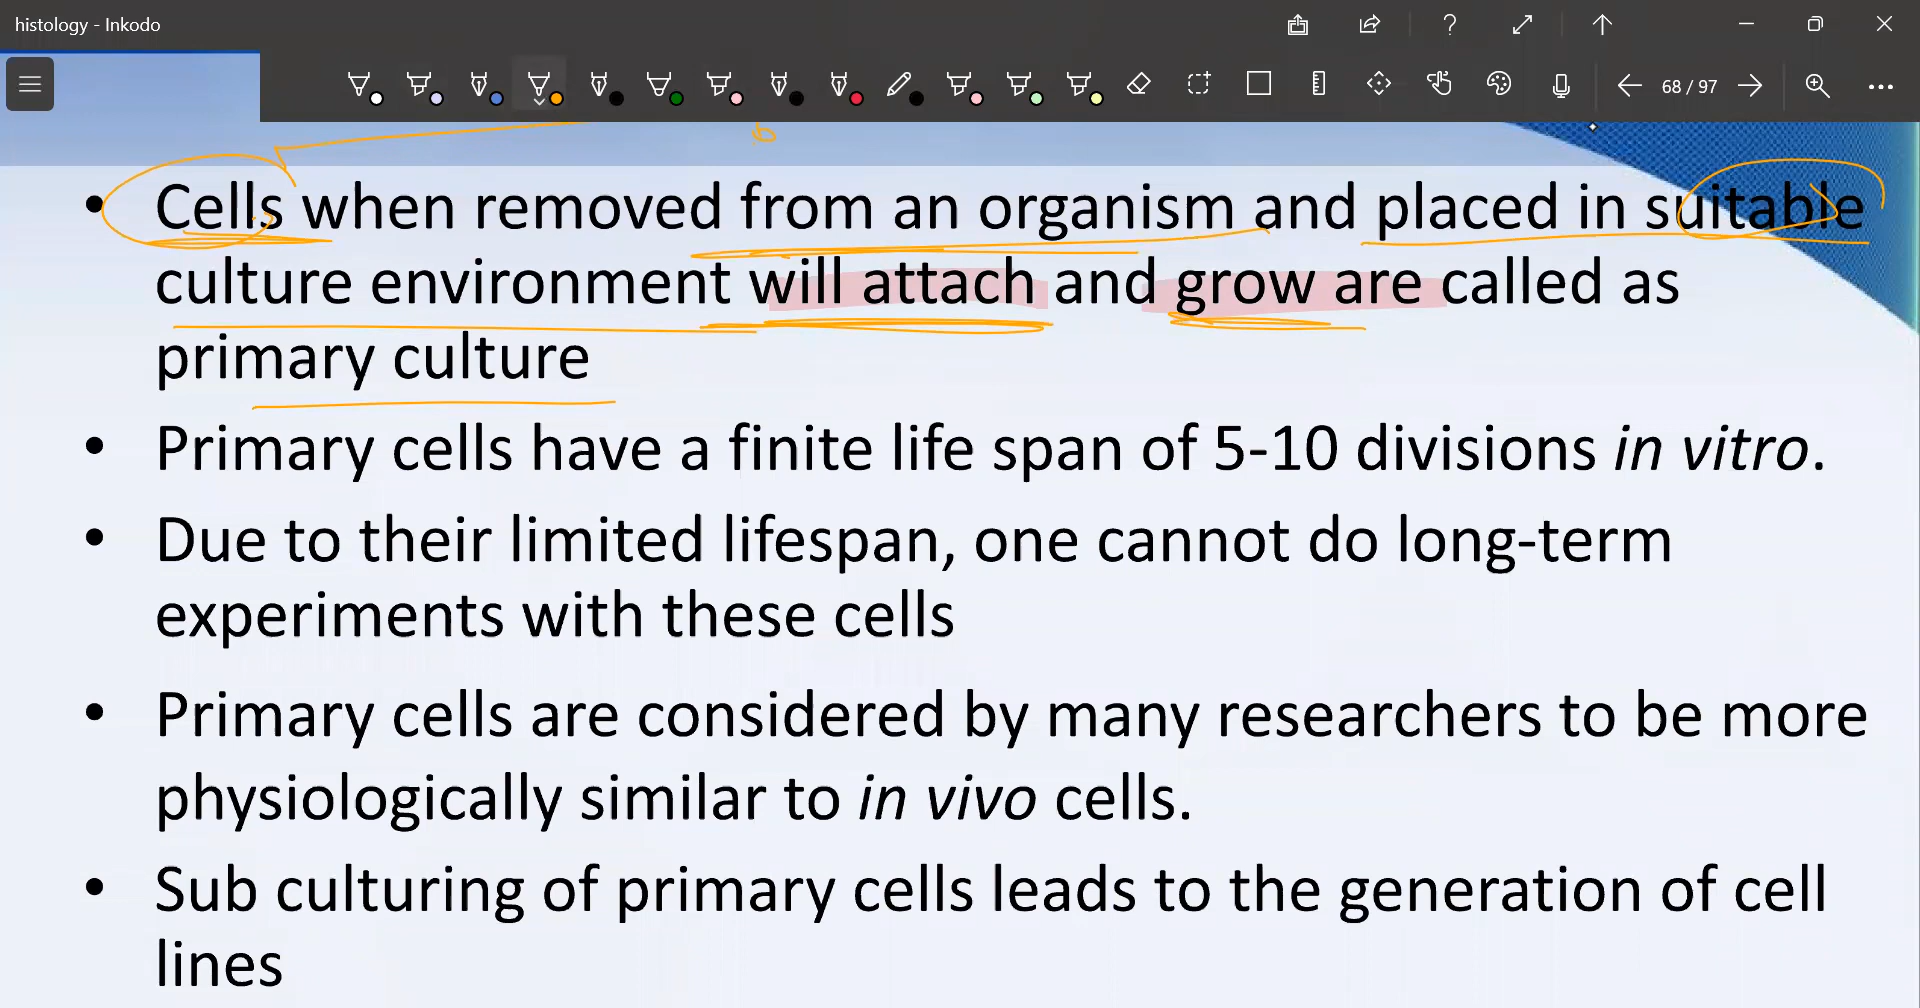 histology - Inkodo
68 / 97
• Cells when removed from an organism and placed in suitable
culture environment will attach and grow are called as
primary culture
• Primary cells have a finite life span of 5-10 divisions in vitro.
• Due to their limited lifespan, one cannot do long-term
experiments with these cells
• Primary cells are considered by many researchers to be more
physiologically similar to in vivo cells.
• Sub culturing of primary cells leads to the generation of cell
lines